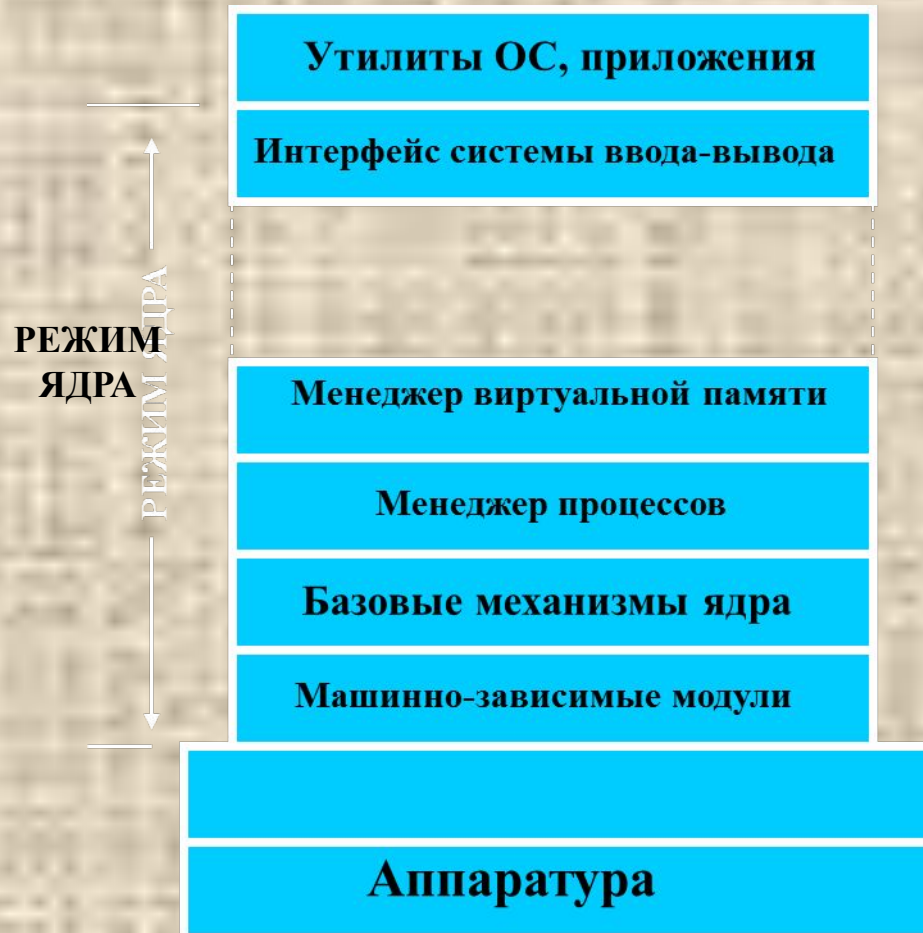 Утилиты ОС, приложения
Интерфейс системы ввода-вывода
РЕЖИМ
ЯДРА
РЕЖИМ ЯДРА
Менеджер виртуальной памяти
Менеджер процессов
Базовые механизмы ядра
Машинно-зависимые модули
Аппаратура